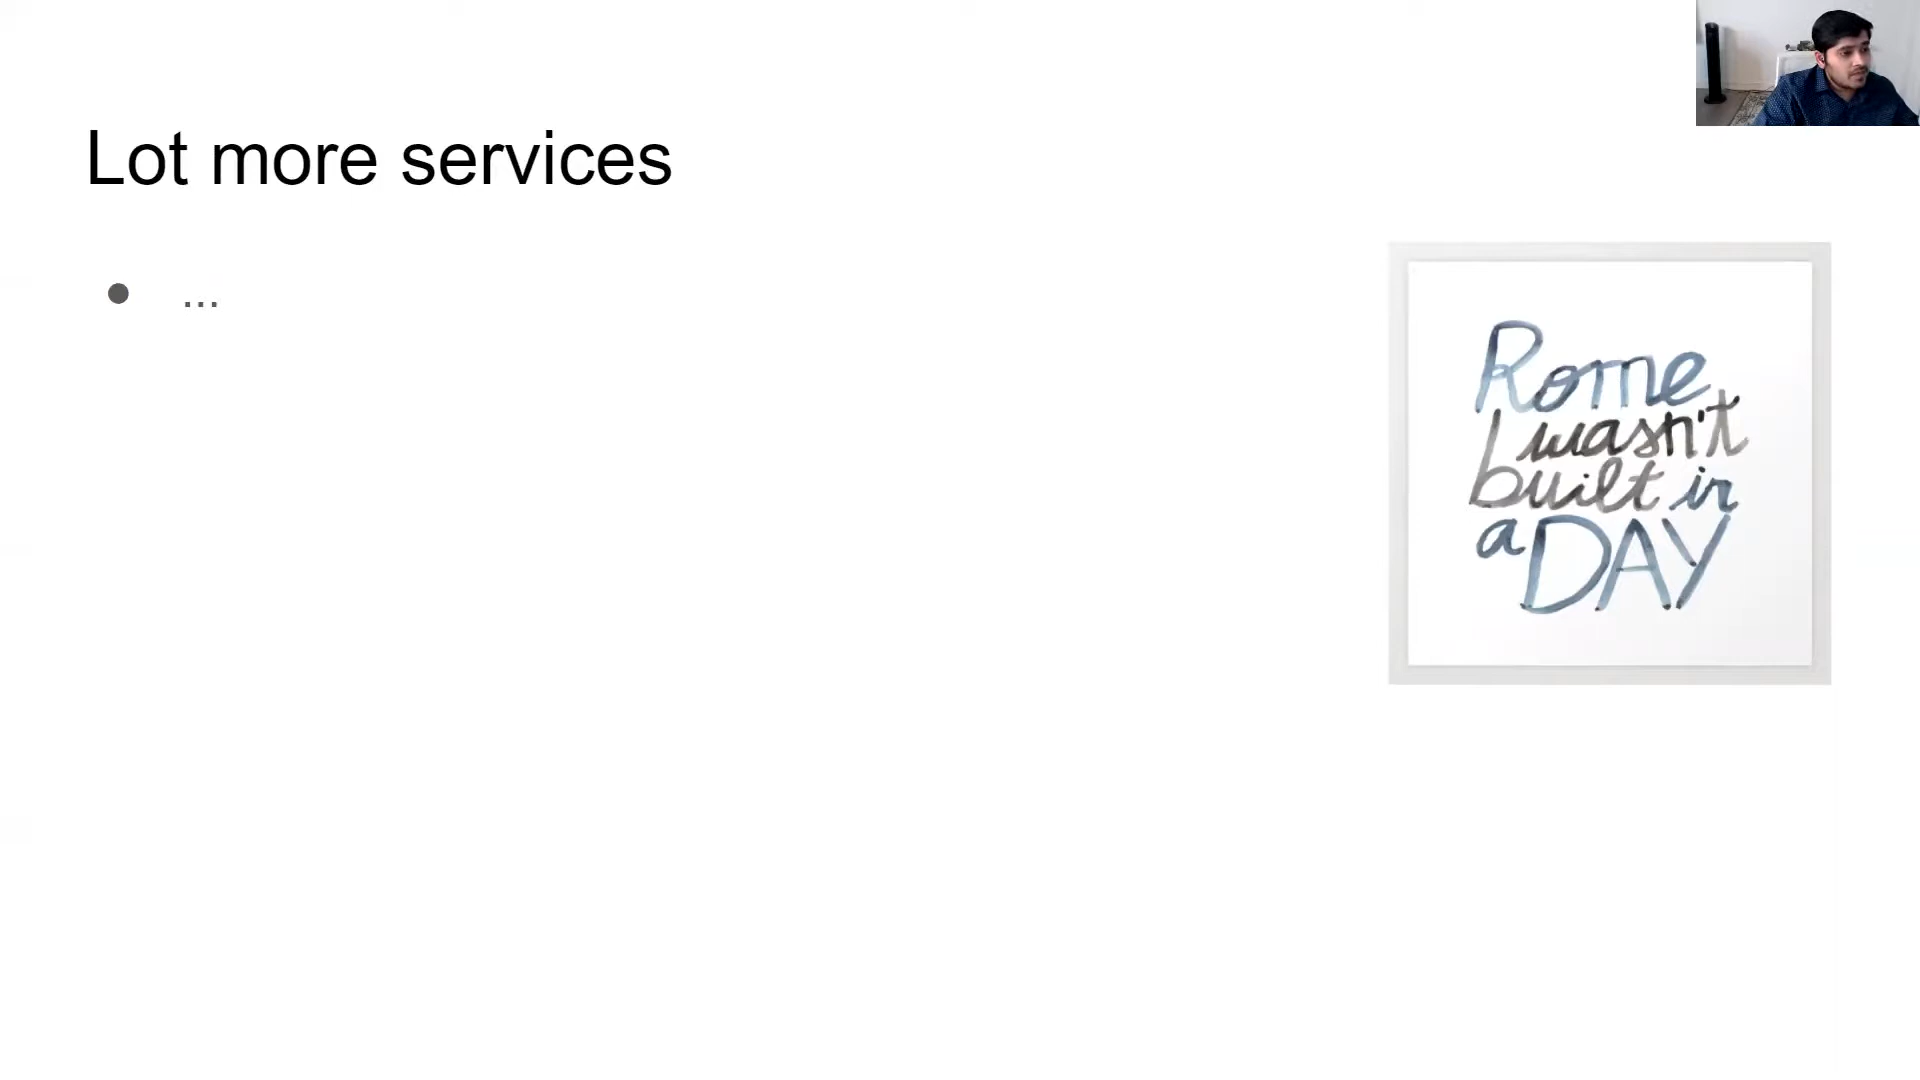 Lot more services
● ...
Rome
wasn't
built in
a DAY